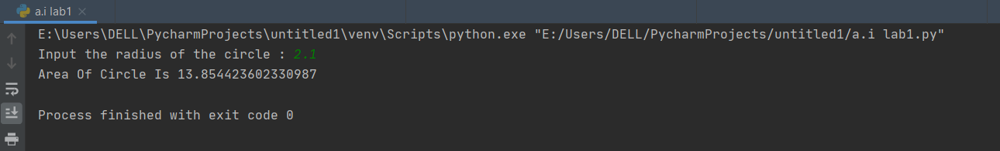 a.i lab1
E:\Users\DELL\PycharmProjects\untitled1\venv\Scripts\python.exe "E:/Users/DELL/PycharmProjects/untitled1/a.i lab1.py"
Input the radius of the circle : 2.1
Area Of Circle Is 13.854423602330987
Process finished with exit code 0